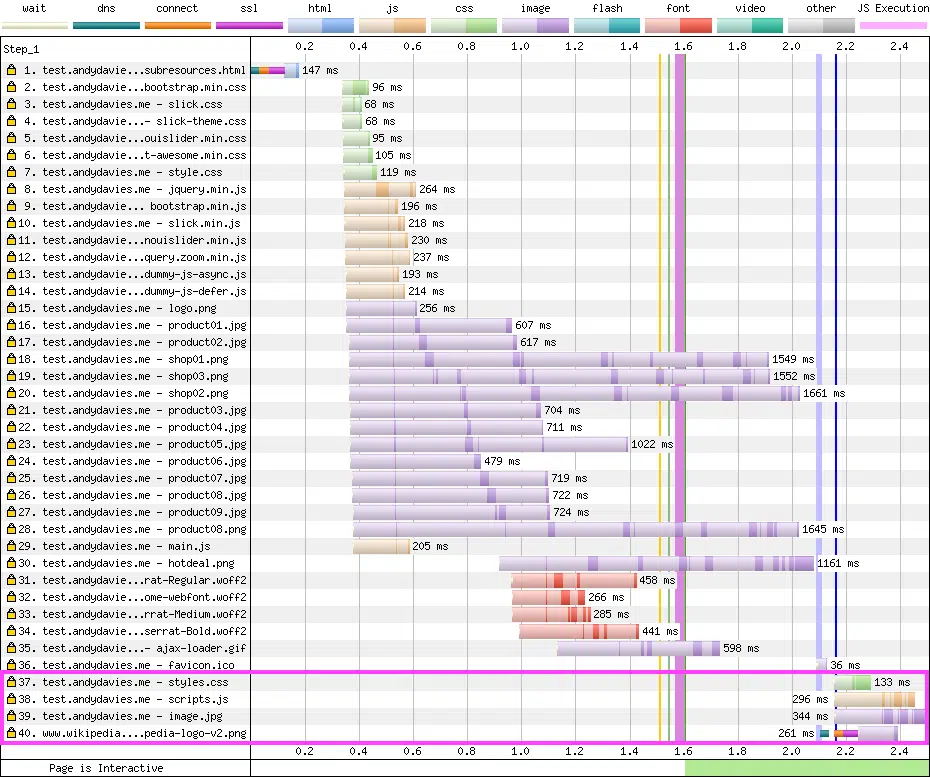 wait dns connect ssl html js css image flash font video other JS Execution
Step_1 0.2 0.4 0.6 0.8 1.0 1.2 1.4 1.6 1.8 2.0 2.2 2.4
1. test.andydavie...subresources.html 147 ms
2. test.andydavie...bootstrap.min.css 96 ms
3. test.andydavies.me - slick.css 68 ms
4. test.andydavie...- slick-theme.css 68 ms
5. test.andydavie...ouislider.min.css 95 ms
6. test.andydavie...t-awesome.min.css 105 ms
7. test.andydavies.me - style.css 119 ms
8. test.andydavies.me - jquery.min.js 264 ms
9. test.andydavie... bootstrap.min.js 196 ms
10. test.andydavies.me - slick.min.js 218 ms
11. test.andydavie...nouislider.min.js 230 ms
12. test.andydavie...query.zoom.min.js 237 ms
13. test.andydavie...dummy-js-async.js 193 ms
14. test.andydavie...dummy-js-defer.js 214 ms
15. test.andydavies.me - logo.png 256 ms
16. test.andydavies.me - product01.jpg 607 ms
17. test.andydavies.me - product02.jpg 617 ms
18. test.andydavies.me - shop01.png 1549 ms
19. test.andydavies.me - shop03.png 1552 ms
20. test.andydavies.me - shop02.png 1661 ms
21. test.andydavies.me - product03.jpg 704 ms
22. test.andydavies.me - product04.jpg 711 ms
23. test.andydavies.me - product05.jpg 1022 ms
24. test.andydavies.me - product06.jpg 479 ms
25. test.andydavies.me - product07.jpg 719 ms
26. test.andydavies.me - product08.jpg 722 ms
27. test.andydavies.me - product09.jpg 724 ms
28. test.andydavies.me - product08.png 1645 ms
29. test.andydavies.me - main.js 205 ms
30. test.andydavies.me - hotdeal.png 1161 ms
31. test.andydavie...rat-Regular.woff2 458 ms
32. test.andydavie...ome-webfont.woff2 266 ms
33. test.andydavie...rrat-Medium.woff2 285 ms
34. test.andydavie...serrat-Bold.woff2 441 ms
35. test.andydavie...- ajax-loader.gif 598 ms
36. test.andydavies.me - favicon.ico 36 ms
37. test.andydavies.me - styles.css 133 ms
38. test.andydavies.me - scripts.js 296 ms
39. test.andydavies.me - image.jpg 344 ms
40. www.wikipedia....pedia-logo-v2.png 261 ms
0.2 0.4 0.6 0.8 1.0 1.2 1.4 1.6 1.8 2.0 2.2 2.4
Page is Interactive